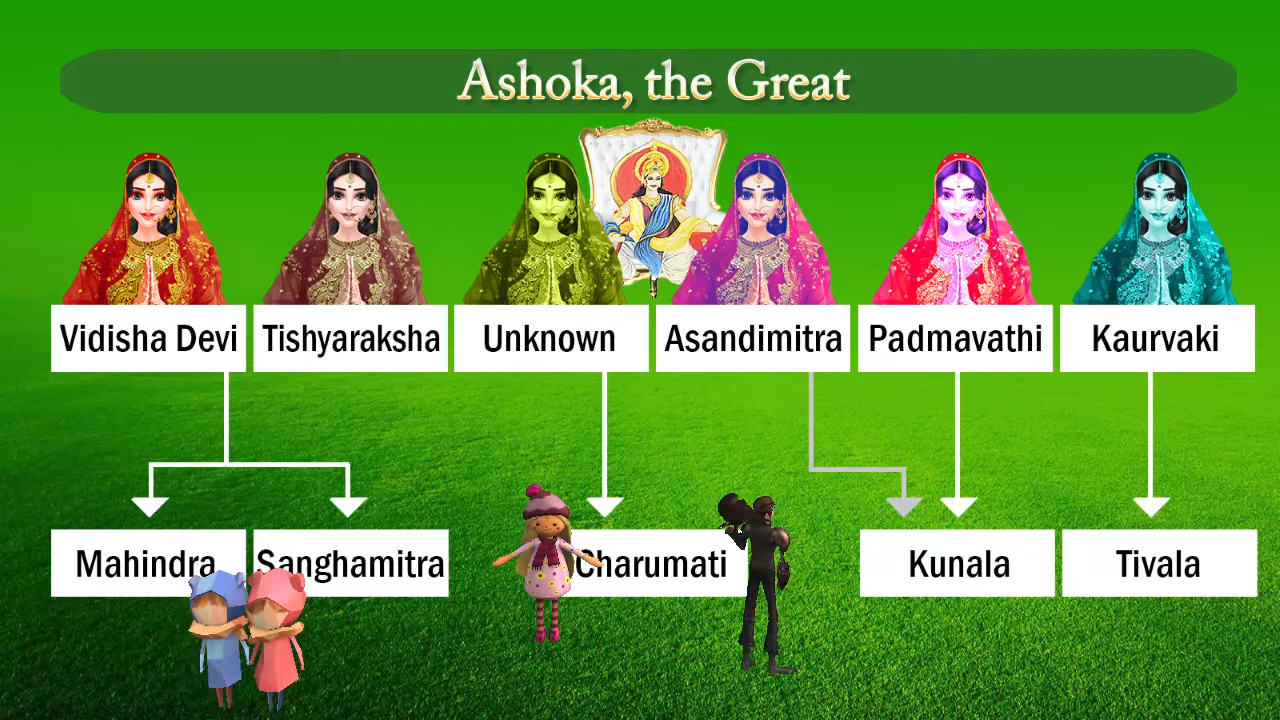 Ashoka, the Great
Vidisha Devi
Tishyaraksha
Unknown
Asandimitra
Padmavathi
Kaurvaki
Mahindra
Sanghamitra
Charumati
Kunala
Tivala